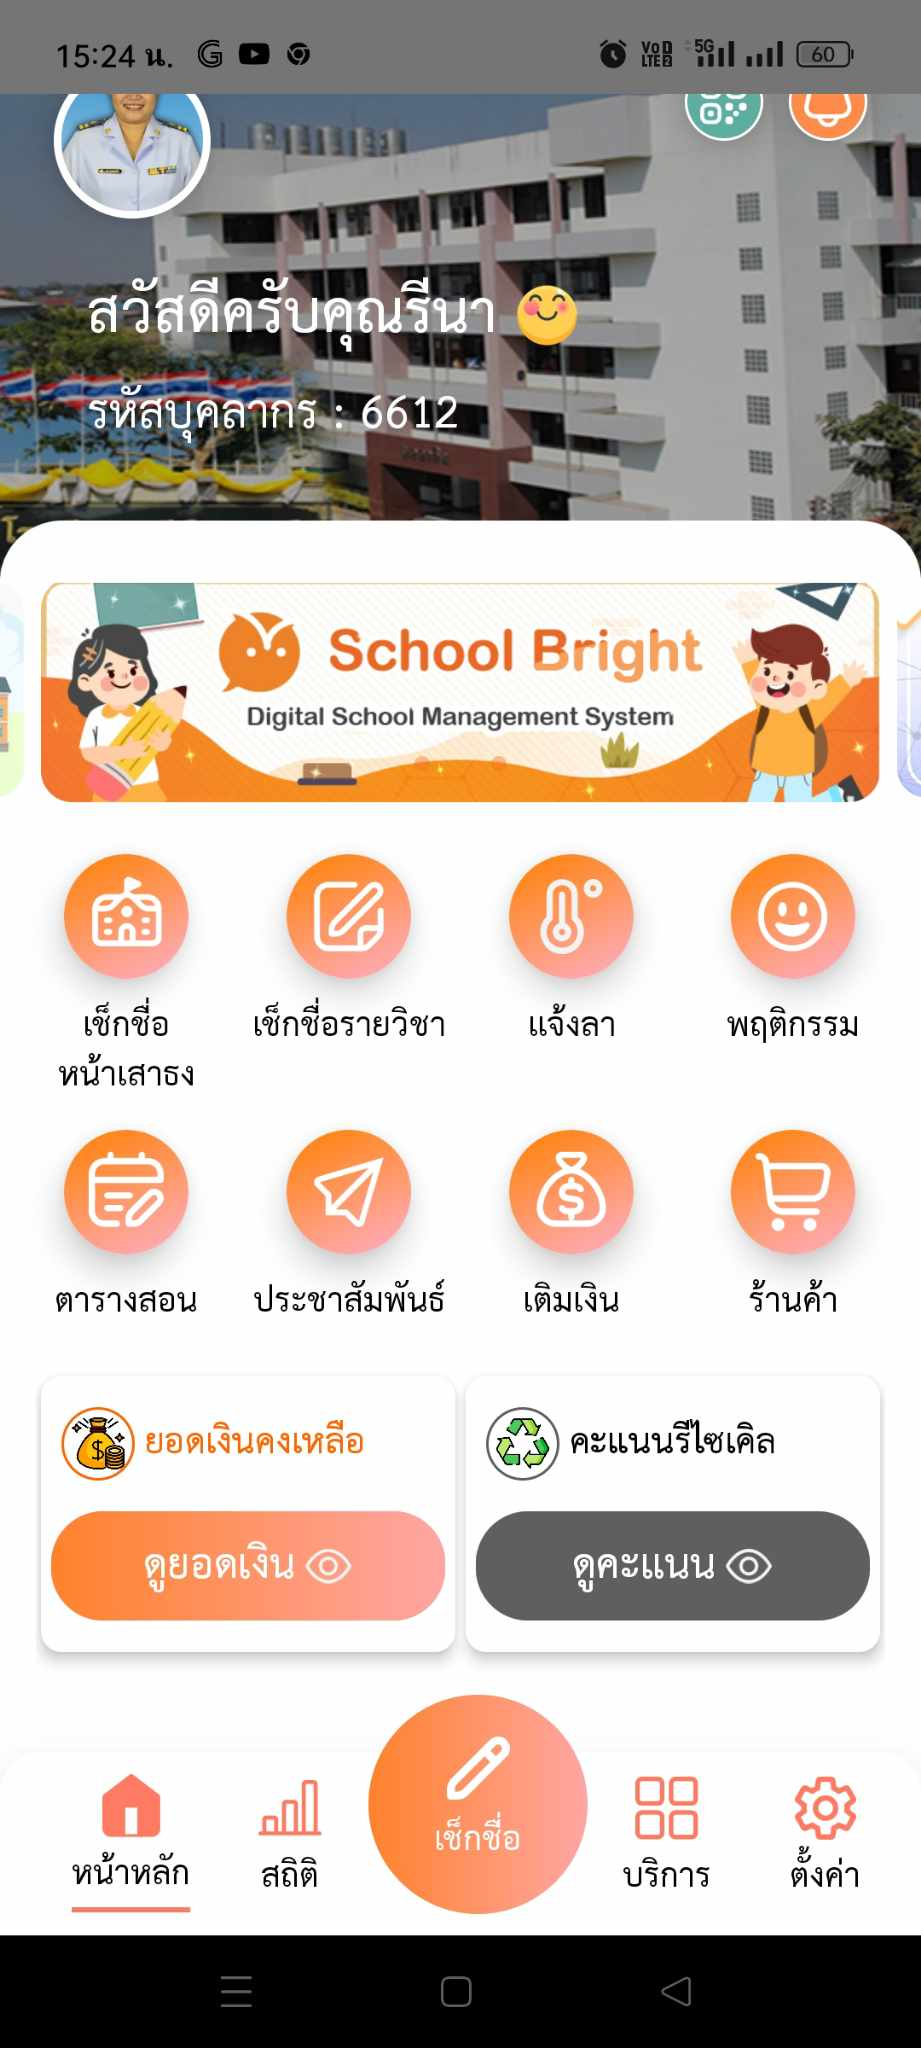 15:24 น.
VoD LTE2 5G 60
สวัสดีครับคุณรีนา
รหัสบุคลากร : 6612
School Bright
Digital School Management System
เช็กชื่อ
หน้าเสาธง
เช็กชื่อรายวิชา
แจ้งลา
พฤติกรรม
ตารางสอน
ประชาสัมพันธ์
เติมเงิน
ร้านค้า
ยอดเงินคงเหลือ
คะแนนรีไซเคิล
ดูยอดเงิน
ดูคะแนน
หน้าหลัก
สถิติ
เช็กชื่อ
บริการ
ตั้งค่า